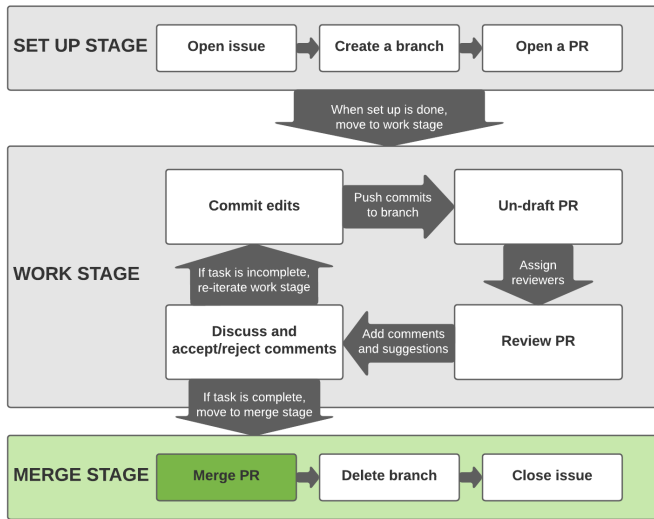 SET UP STAGE
Open issue
Create a branch
Open a PR
When set up is done,
move to work stage
WORK STAGE
Commit edits
Push commits
to branch
Un-draft PR
If task is incomplete,
re-iterate work stage
Assign
reviewers
Discuss and
accept/reject comments
Add comments
and suggestions
Review PR
If task is complete,
move to merge stage
MERGE STAGE
Merge PR
Delete branch
Close issue